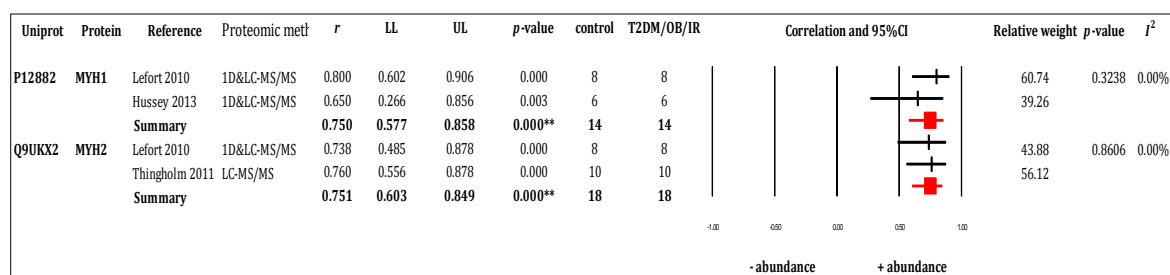 Uniprot Protein Reference Proteomic meth r LL UL p-value control T2DM/OB/IR Correlation and 95%CI Relative weight p-value I²
P12882 MYH1 Lefort 2010 1D&LC-MS/MS 0.800 0.602 0.906 0.000 8 8 60.74 0.3238 0.00%
Hussey 2013 1D&LC-MS/MS 0.650 0.266 0.856 0.003 6 6 39.26
Summary 0.750 0.577 0.858 0.000** 14 14
Q9UKX2 MYH2 Lefort 2010 1D&LC-MS/MS 0.738 0.485 0.878 0.000 8 8 43.88 0.8606 0.00%
Thingholm 2011 LC-MS/MS 0.760 0.556 0.878 0.000 10 10 56.12
Summary 0.751 0.603 0.849 0.000** 18 18
-1.00 -0.50 0.00 0.50 1.00
- abundance + abundance